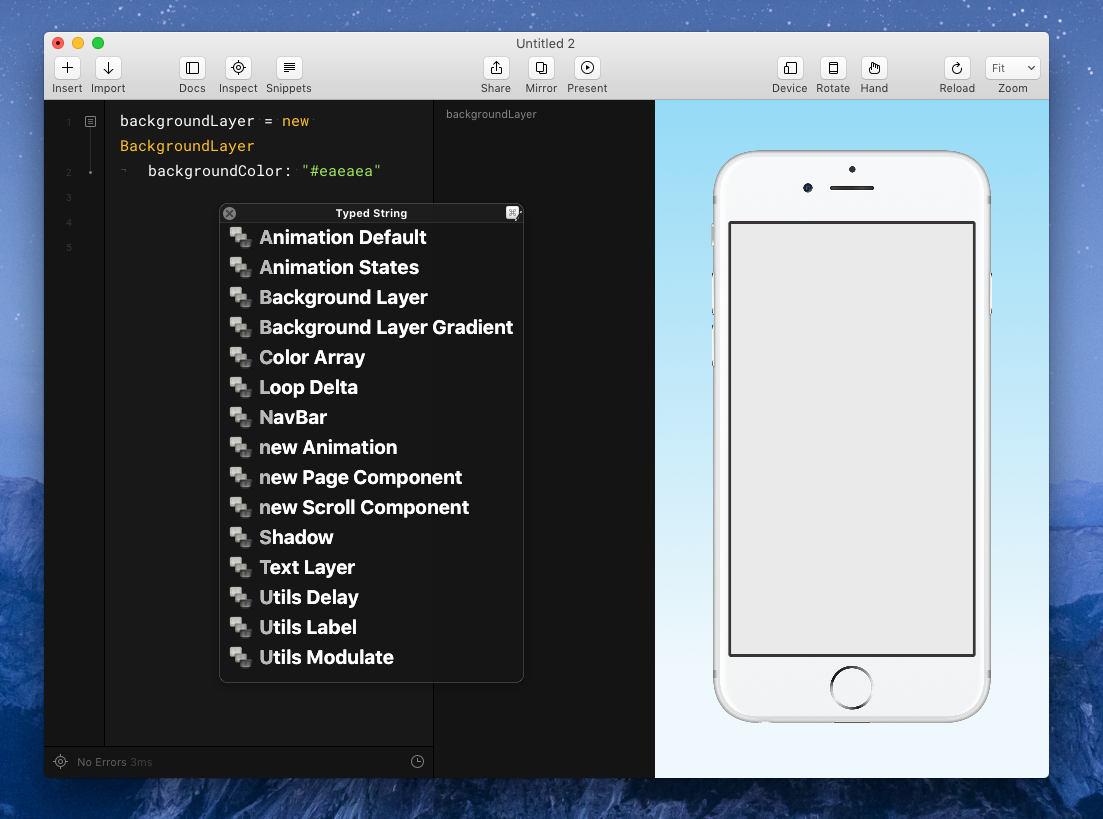 Untitled 2
Insert Import Docs Inspect Snippets Share Mirror Present Device Rotate Hand Reload Fit Zoom
1 backgroundLayer = new
BackgroundLayer
2 backgroundColor: "#eaeaea"
3
4
5
backgroundLayer
Typed String ⌘
Animation Default
Animation States
Background Layer
Background Layer Gradient
Color Array
Loop Delta
NavBar
new Animation
new Page Component
new Scroll Component
Shadow
Text Layer
Utils Delay
Utils Label
Utils Modulate
No Errors 3ms